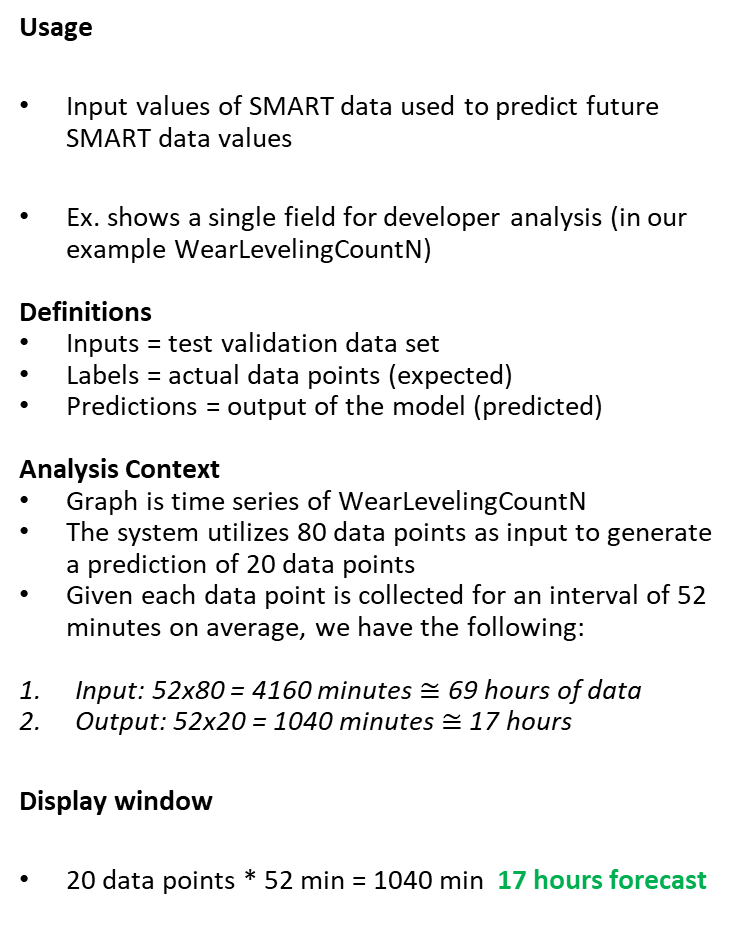 Usage
• Input values of SMART data used to predict future
SMART data values
• Ex. shows a single field for developer analysis (in our
example WearLevelingCountN)
Definitions
• Inputs = test validation data set
• Labels = actual data points (expected)
• Predictions = output of the model (predicted)
Analysis Context
• Graph is time series of WearLevelingCountN
• The system utilizes 80 data points as input to generate
a prediction of 20 data points
• Given each data point is collected for an interval of 52
minutes on average, we have the following:
1. Input: 52x80 = 4160 minutes ≅ 69 hours of data
2. Output: 52x20 = 1040 minutes ≅ 17 hours
Display window
• 20 data points * 52 min = 1040 min 17 hours forecast